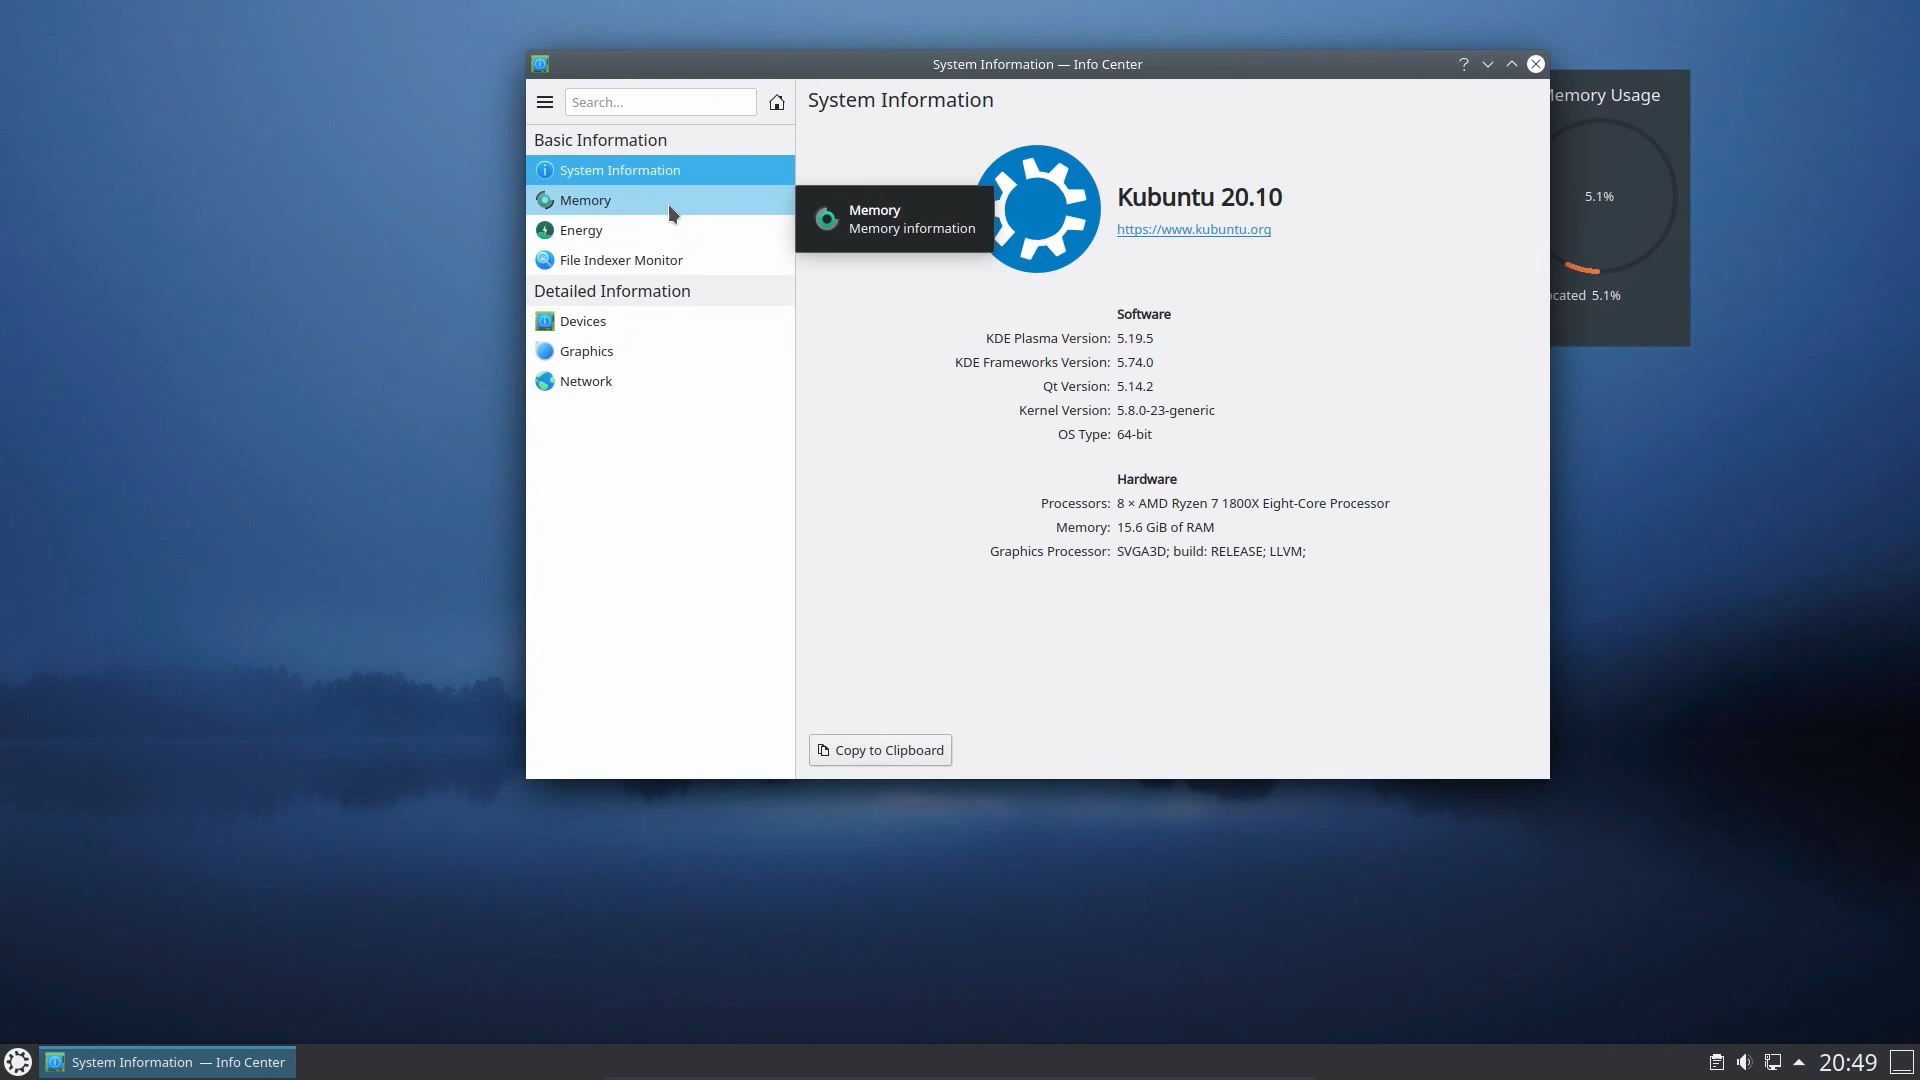 System Information — Info Center
Search...
System Information
Basic Information
System Information
Memory
Energy
File Indexer Monitor
Detailed Information
Devices
Graphics
Network
Memory
Memory information
Kubuntu 20.10
https://www.kubuntu.org
Software
KDE Plasma Version: 5.19.5
KDE Frameworks Version: 5.74.0
Qt Version: 5.14.2
Kernel Version: 5.8.0-23-generic
OS Type: 64-bit
Hardware
Processors: 8 × AMD Ryzen 7 1800X Eight-Core Processor
Memory: 15.6 GiB of RAM
Graphics Processor: SVGA3D; build: RELEASE; LLVM;
Copy to Clipboard
emory Usage
5.1%
cated 5.1%
System Information — Info Center
20:49